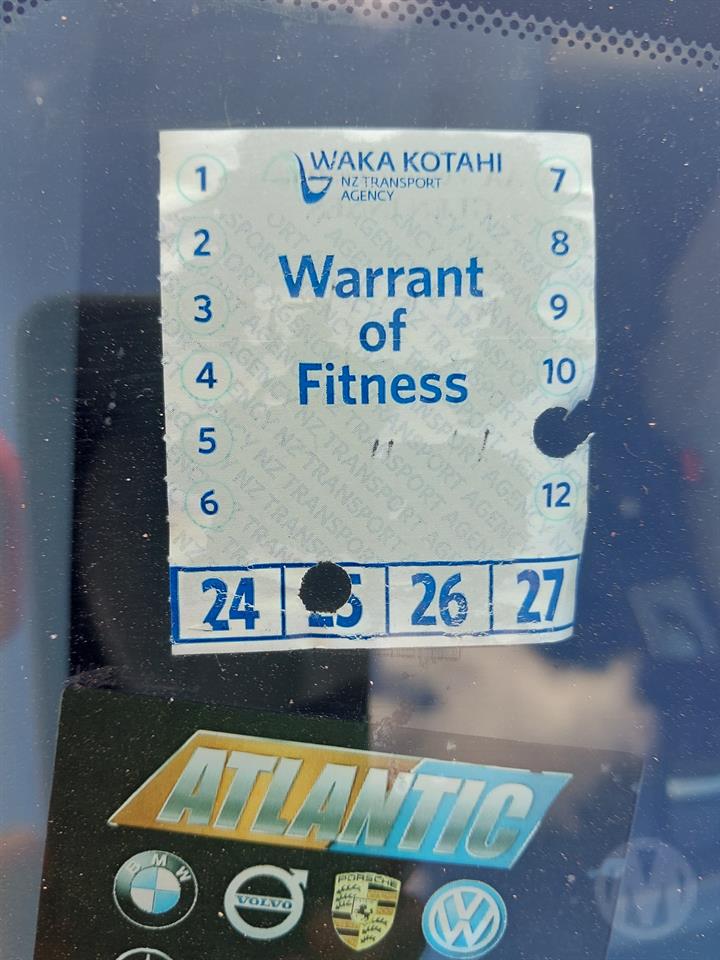 WAKA KOTAHI
NZ TRANSPORT
AGENCY
Warrant
of
Fitness
1
2
3
4
5
6
7
8
9
10
12
24
26
27
ATLANTIC
BMW
VOLVO
PORSCHE